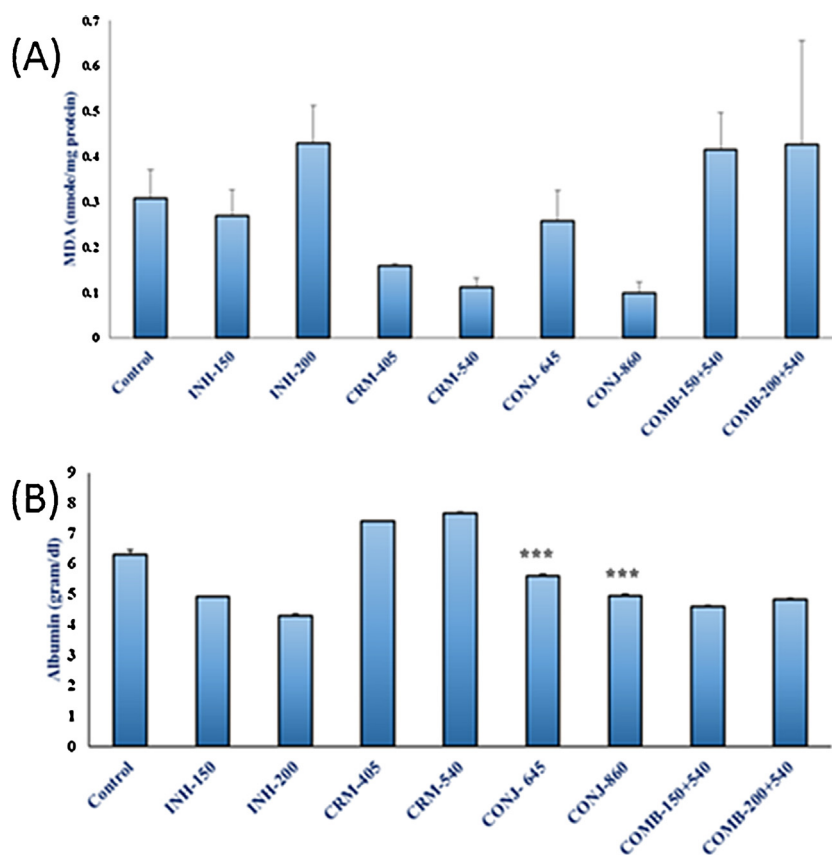 (A)
MDA (nmole/mg protein)
0.7
0.6
0.5
0.4
0.3
0.2
0.1
0
Control
INH-150
INH-200
CRM-405
CRM-540
CONJ- 645
CONJ-860
COMB-150+540
COMB-200+540
(B)
Albumin (gram/dl)
9
8
7
6
5
4
3
2
1
0
***
***
Control
INH-150
INH-200
CRM-405
CRM-540
CONJ- 645
CONJ-860
COMB-150+540
COMB-200+540